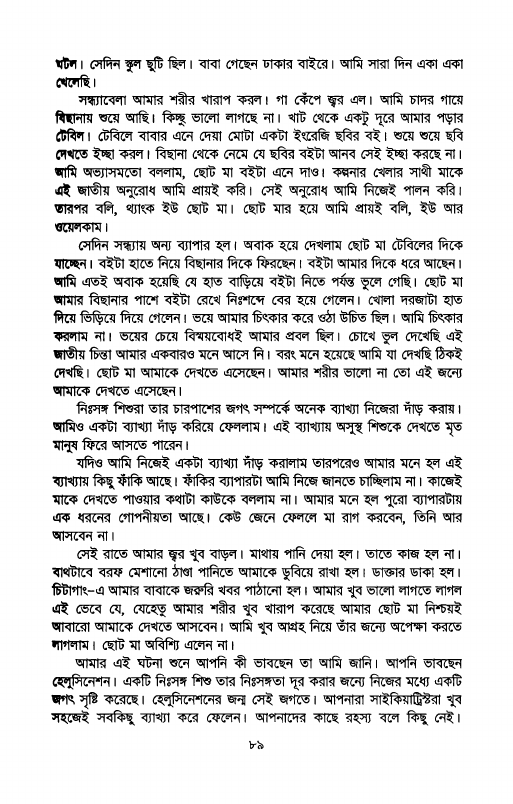 ঘটল। সেদিন স্কুল ছুটি ছিল। বাবা গেছেন ঢাকার বাইরে। আমি সারা দিন একা একা
খেলেছি।
সন্ধ্যাবেলা আমার শরীর খারাপ করল। গা কেঁপে জ্বর এল। আমি চাদর গায়ে
বিছানায় শুয়ে আছি। কিচ্ছু ভালো লাগছে না। খাট থেকে একটু দূরে আমার পড়ার
টেবিল। টেবিলে বাবার এনে দেয়া মোটা একটা ইংরেজি ছবির বই। শুয়ে শুয়ে ছবি
দেখতে ইচ্ছা করল। বিছানা থেকে নেমে যে ছবির বইটা আনব সেই ইচ্ছা করছে না।
আমি অভ্যাসমতো বললাম, ছোট মা বইটা এনে দাও। কল্পনার খেলার সাথী মাকে
এই জাতীয় অনুরোধ আমি প্রায়ই করি। সেই অনুরোধ আমি নিজেই পালন করি।
তারপর বলি, থ্যাংক ইউ ছোট মা। ছোট মার হয়ে আমি প্রায়ই বলি, ইউ আর
ওয়েলকাম।
সেদিন সন্ধ্যায় অন্য ব্যাপার হল। অবাক হয়ে দেখলাম ছোট মা টেবিলের দিকে
যাচ্ছেন। বইটা হাতে নিয়ে বিছানার দিকে ফিরছেন। বইটা আমার দিকে ধরে আছেন।
আমি এতই অবাক হয়েছি যে হাত বাড়িয়ে বইটা নিতে পর্যন্ত ভুলে গেছি। ছোট মা
আমার বিছানার পাশে বইটা রেখে নিঃশব্দে বের হয়ে গেলেন। খোলা দরজাটা হাত
দিয়ে ভিড়িয়ে দিয়ে গেলেন। ভয়ে আমার চিৎকার করে ওঠা উচিত ছিল। আমি চিৎকার
করলাম না। ভয়ের চেয়ে বিস্ময়বোধই আমার প্রবল ছিল। চোখে ভুল দেখেছি এই
জাতীয় চিন্তা আমার একবারও মনে আসে নি। বরং মনে হয়েছে আমি যা দেখছি ঠিকই
দেখছি। ছোট মা আমাকে দেখতে এসেছেন। আমার শরীর ভালো না তো এই জন্যে
আমাকে দেখতে এসেছেন।
নিঃসঙ্গ শিশুরা তার চারপাশের জগৎ সম্পর্কে অনেক ব্যাখ্যা নিজেরা দাঁড় করায়।
আমিও একটা ব্যাখ্যা দাঁড় করিয়ে ফেললাম। এই ব্যাখ্যায় অসুস্থ শিশুকে দেখতে মৃত
মানুষ ফিরে আসতে পারেন।
যদিও আমি নিজেই একটা ব্যাখ্যা দাঁড় করালাম তারপরেও আমার মনে হল এই
ব্যাখ্যায় কিছু ফাঁকি আছে। ফাঁকির ব্যাপারটা আমি নিজে জানতে চাচ্ছিলাম না। কাজেই
মাকে দেখতে পাওয়ার কথাটা কাউকে বললাম না। আমার মনে হল পুরো ব্যাপারটায়
এক ধরনের গোপনীয়তা আছে। কেউ জেনে ফেললে মা রাগ করবেন, তিনি আর
আসবেন না।
সেই রাতে আমার জ্বর খুব বাড়ল। মাথায় পানি দেয়া হল। তাতে কাজ হল না।
বাথটাবে বরফ মেশানো ঠাণ্ডা পানিতে আমাকে ডুবিয়ে রাখা হল। ডাক্তার ডাকা হল।
চিটাগাং–এ আমার বাবাকে জরুরি খবর পাঠানো হল। আমার খুব ভালো লাগতে লাগল
এই ভেবে যে, যেহেতু আমার শরীর খুব খারাপ করেছে আমার ছোট মা নিশ্চয়ই
আবারো আমাকে দেখতে আসবেন। আমি খুব আগ্রহ নিয়ে তাঁর জন্যে অপেক্ষা করতে
লাগলাম। ছোট মা অবিশ্যি এলেন না।
আমার এই ঘটনা শুনে আপনি কী ভাবছেন তা আমি জানি। আপনি ভাবছেন
হেলুসিনেশন। একটি নিঃসঙ্গ শিশু তার নিঃসঙ্গতা দূর করার জন্যে নিজের মধ্যে একটি
জগৎ সৃষ্টি করেছে। হেলুসিনেশনের জন্ম সেই জগতে। আপনারা সাইকিয়াট্রিস্টরা খুব
সহজেই সবকিছু ব্যাখ্যা করে ফেলেন। আপনাদের কাছে রহস্য বলে কিছু নেই।
৮৯